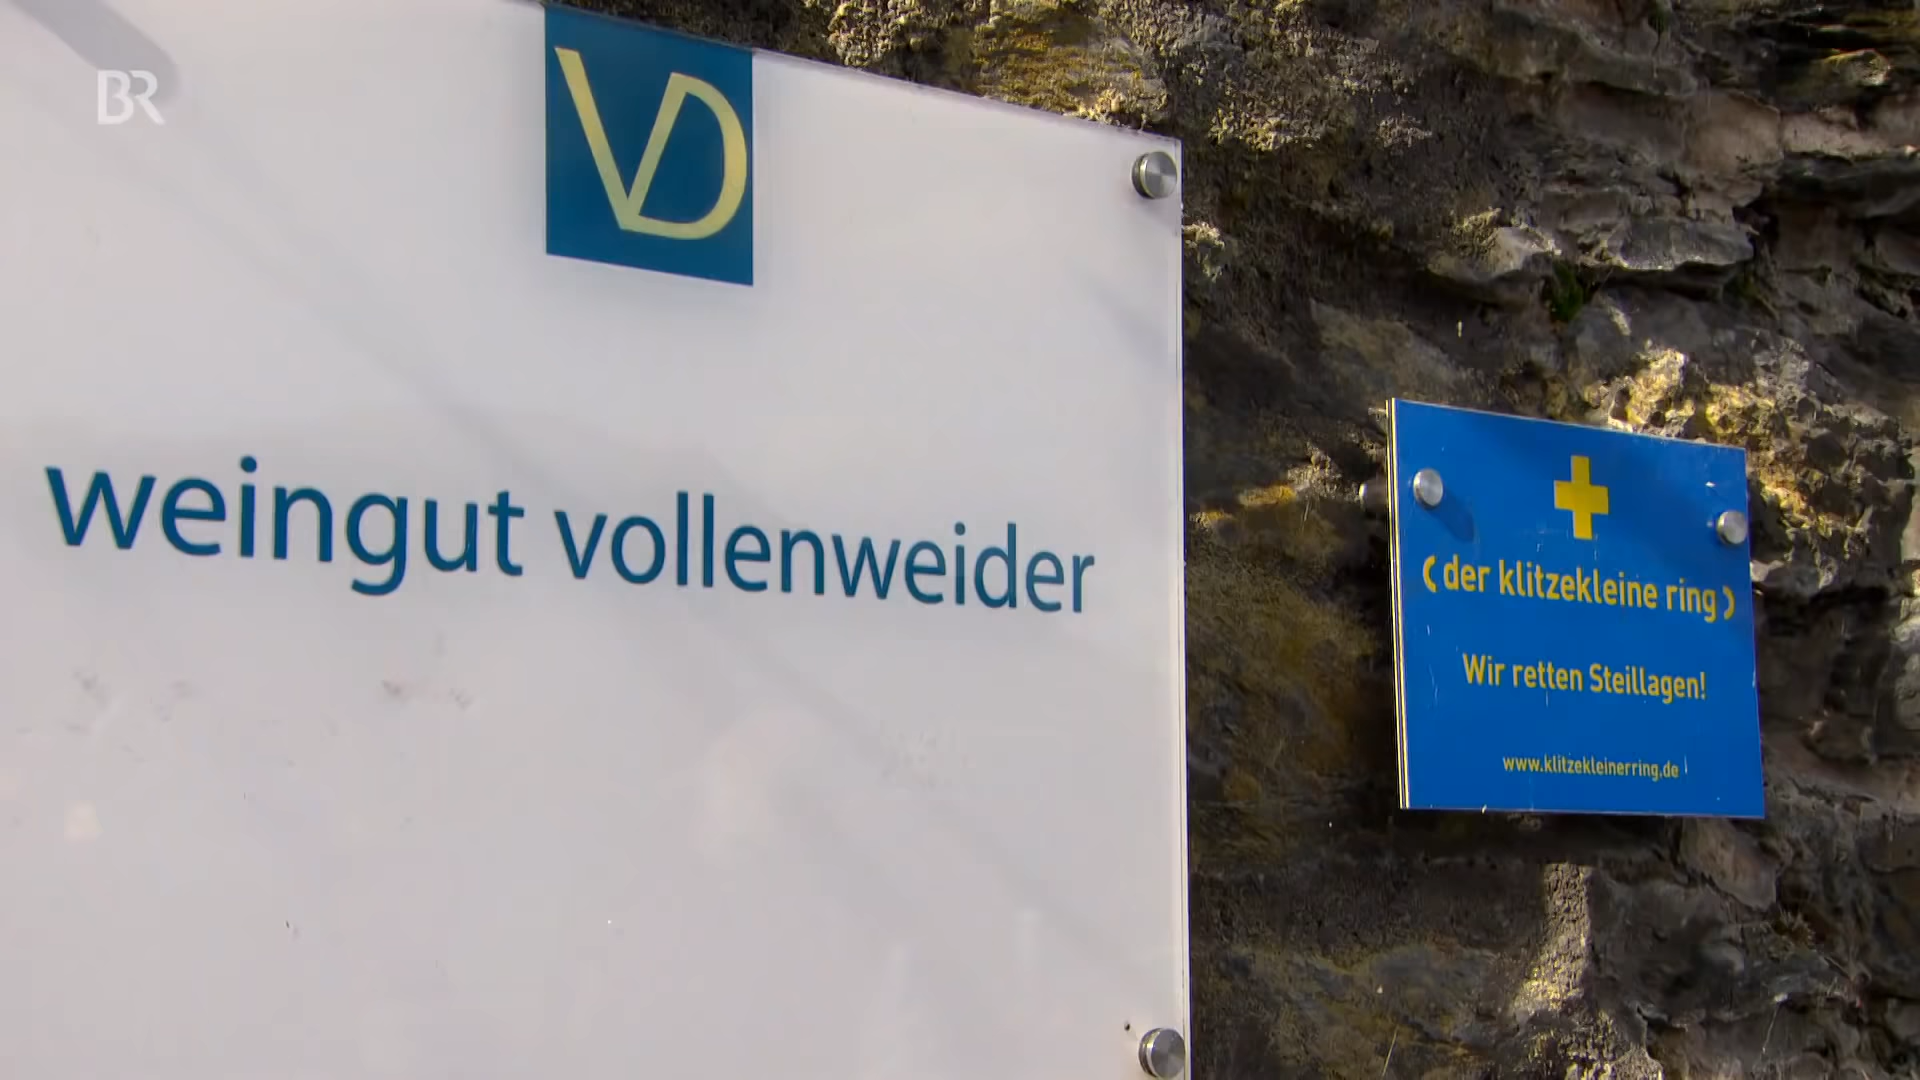 BR
VD
weingut vollenweider
(der klitzekleine ring)
Wir retten Steillagen!
www.klitzekleinerring.de